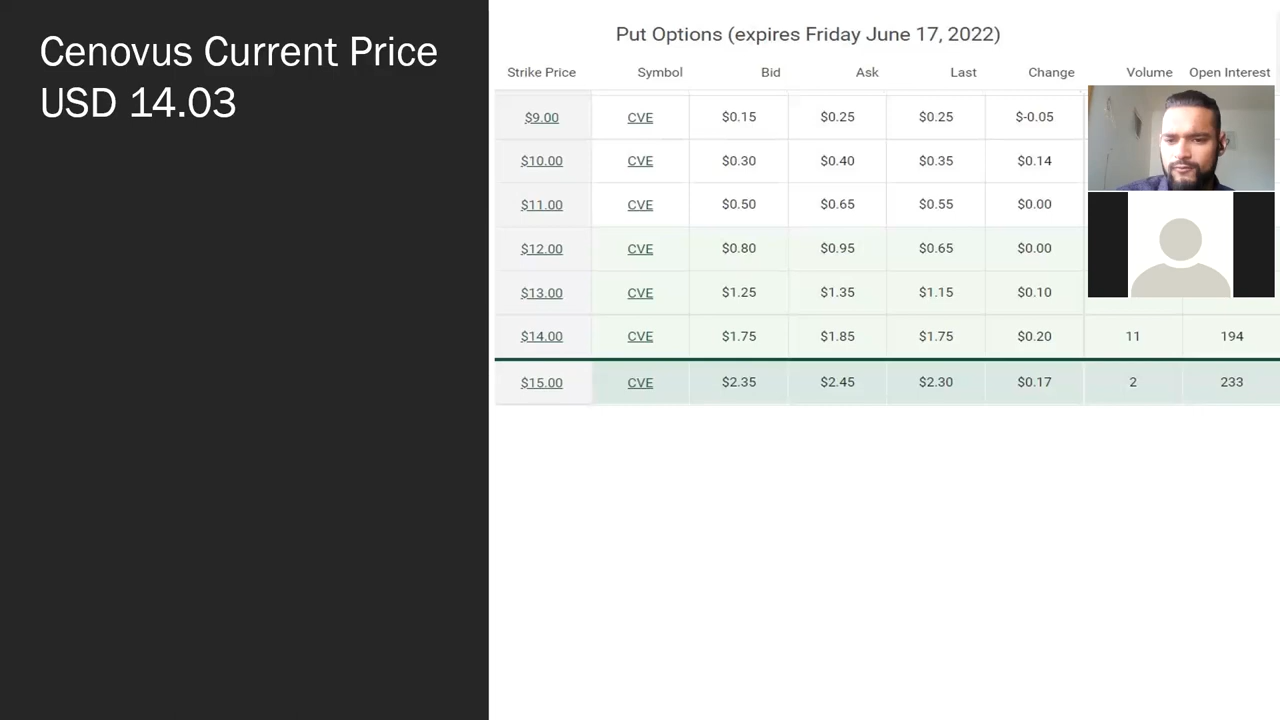 Cenovus Current Price
USD 14.03
Put Options (expires Friday June 17, 2022)
Strike Price Symbol Bid Ask Last Change Volume Open Interest
$9.00 CVE $0.15 $0.25 $0.25 $-0.05
$10.00 CVE $0.30 $0.40 $0.35 $0.14
$11.00 CVE $0.50 $0.65 $0.55 $0.00
$12.00 CVE $0.80 $0.95 $0.65 $0.00
$13.00 CVE $1.25 $1.35 $1.15 $0.10
$14.00 CVE $1.75 $1.85 $1.75 $0.20 11 194
$15.00 CVE $2.35 $2.45 $2.30 $0.17 2 233